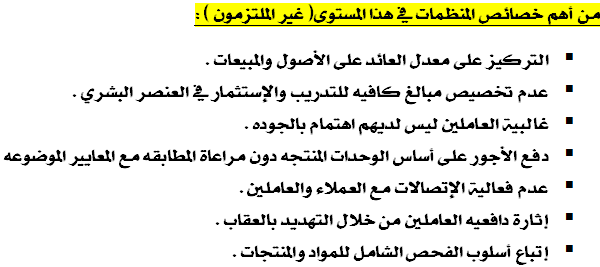 من أهم خصائص المنظمات في هذا المستوى( غير الملتزمون ) :
▪ التركيز على معدل العائد على الأصول والمبيعات .
▪ عدم تخصيص مبالغ كافيه للتدريب والإستثمار في العنصر البشري .
▪ غالبية العاملين ليس لديهم اهتمام بالجوده .
▪ دفع الأجور على أساس الوحدات المنتجه دون مراعاة المطابقه مع المعايير الموضوعه
▪ عدم فعالية الإتصالات مع العملاء والعاملين .
▪ إثارة دافعيه العاملين من خلال التهديد بالعقاب .
▪ إتباع أسلوب الفحص الشامل للمواد والمنتجات .